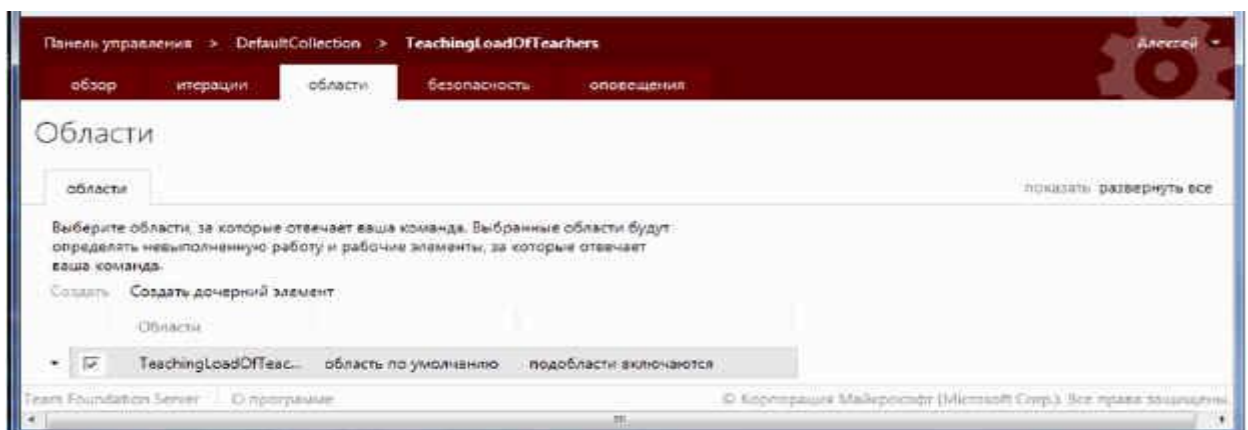 Панель управления > DefaultCollection > TeachingLoadOfTeachers Алексей
обзор итерации области безопасность оповещения
Области
области показать развернуть все
Выберите области, за которые отвечает ваша команда. Выбранные области будут
определять невыполненную работу и рабочие элементы, за которые отвечает
ваша команда.
Создать Создать дочерний элемент
Области
TeachingLoadOfTeac... область по умолчанию подобласти включаются
Team Foundation Server О программе © Корпорация Майкрософт (Microsoft Corp.). Все права защищены.